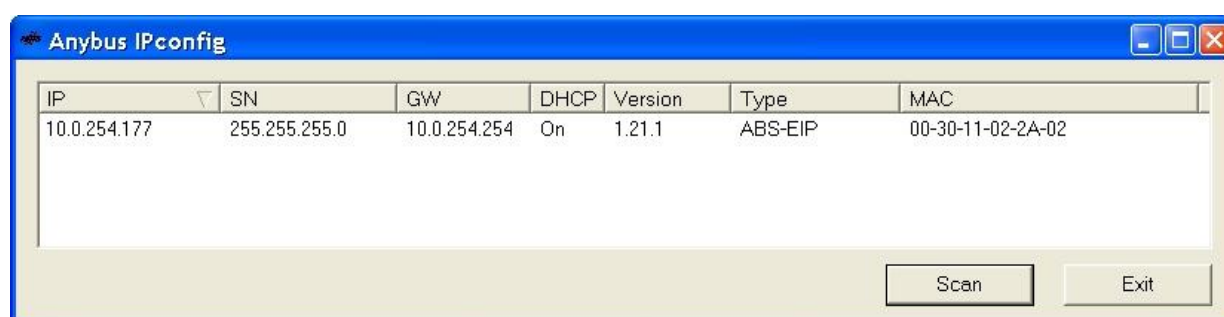 Anybus IPconfig
IP SN GW DHCP Version Type MAC
10.0.254.177 255.255.255.0 10.0.254.254 On 1.21.1 ABS-EIP 00-30-11-02-2A-02
Scan Exit